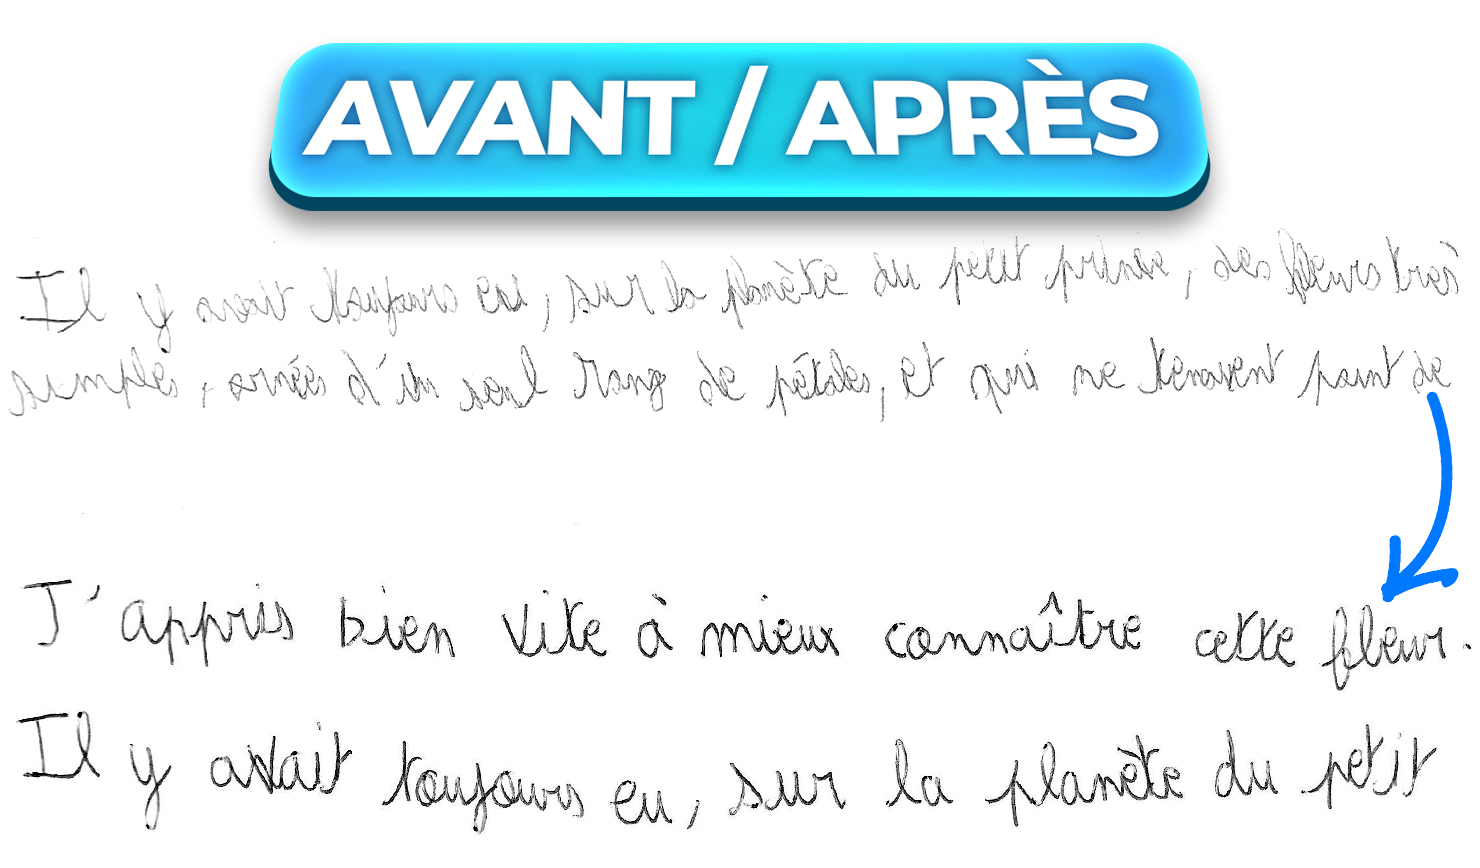 AVANT / APRÈS
Il y avait toujours eu, sur la planète du petit prince, des fleurs très
simples, ornées d'un seul rang de pétales, et qui ne tenaient point de
J'appris bien vite à mieux connaître cette fleur.
Il y avait toujours eu, sur la planète du petit